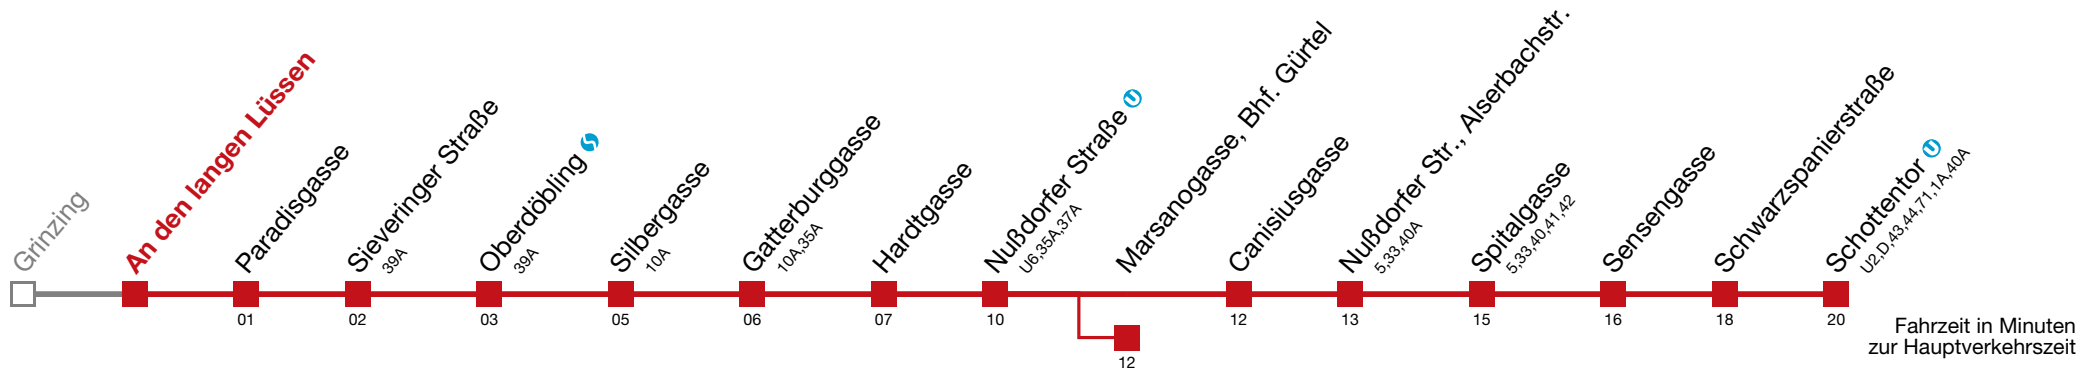 Grinzing
An den langen Lüssen
Paradisgasse
Sieveringer Straße
39A
Oberdöbling
39A
Silbergasse
10A
Gatterburggasse
10A,35A
Hardtgasse
Nußdorfer Straße U
U6,35A,37A
Marsanogasse, Bhf. Gürtel
Canisiusgasse
Nußdorfer Str., Alserbachstr.
5,33,40A
Spitalgasse
5,33,40,41,42
Sensengasse
Schwarzspanierstraße
Schottentor U
U2,D,43,44,71,1A,40A
01
02
03
05
06
07
10
12
13
15
16
18
20
12
Fahrzeit in Minuten
zur Hauptverkehrszeit